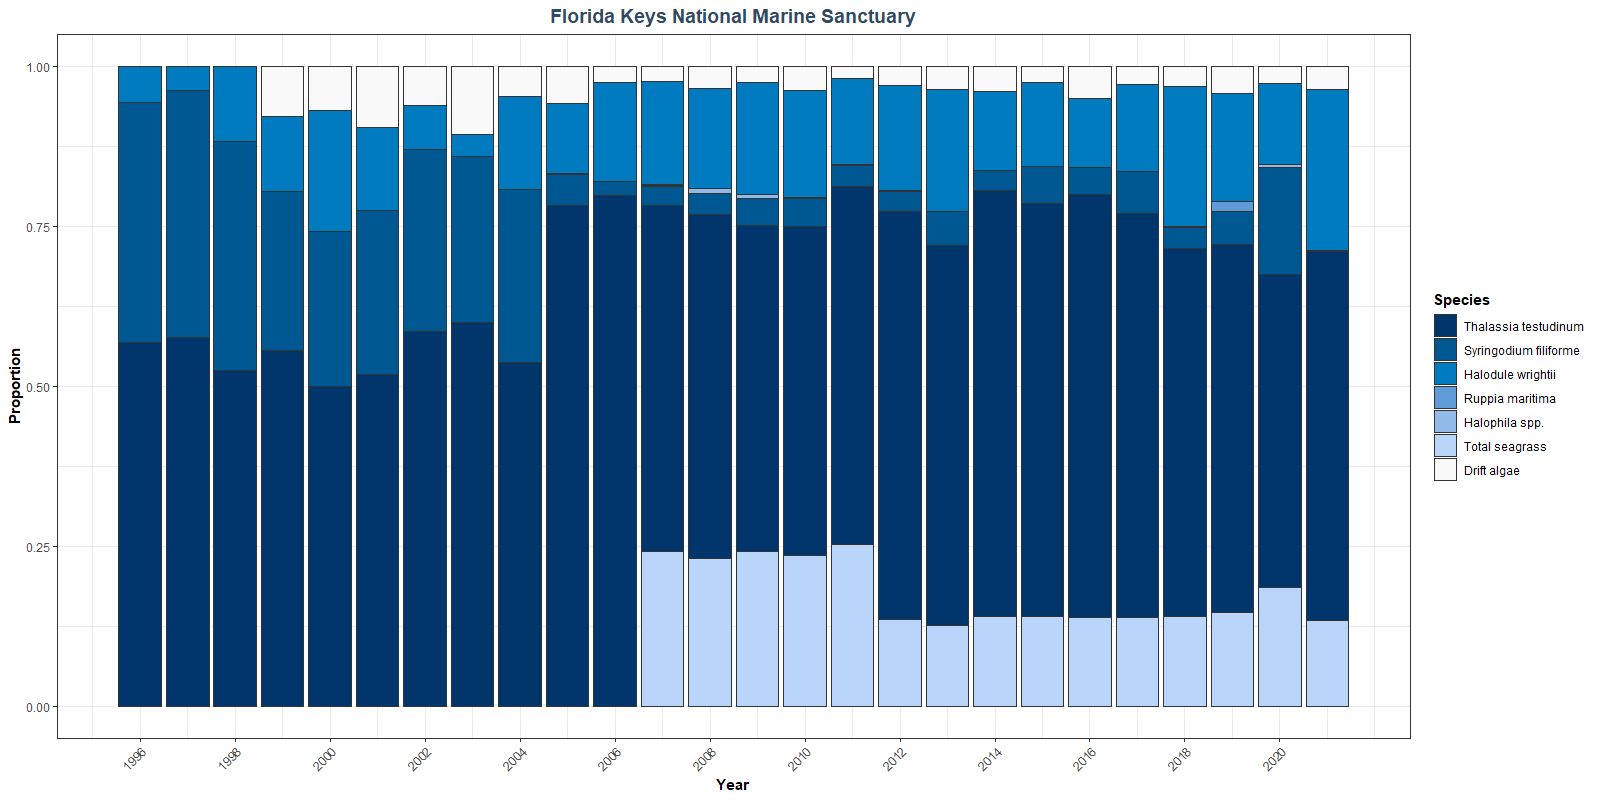 Florida Keys National Marine Sanctuary
1.00
0.75
0.50
0.25
0.00
Proportion
1996
1998
2000
2002
2004
2006
2008
2010
2012
2014
2016
2018
2020
Year
Species
Thalassia testudinum
Syringodium filiforme
Halodule wrightii
Ruppia maritima
Halophila spp.
Total seagrass
Drift algae